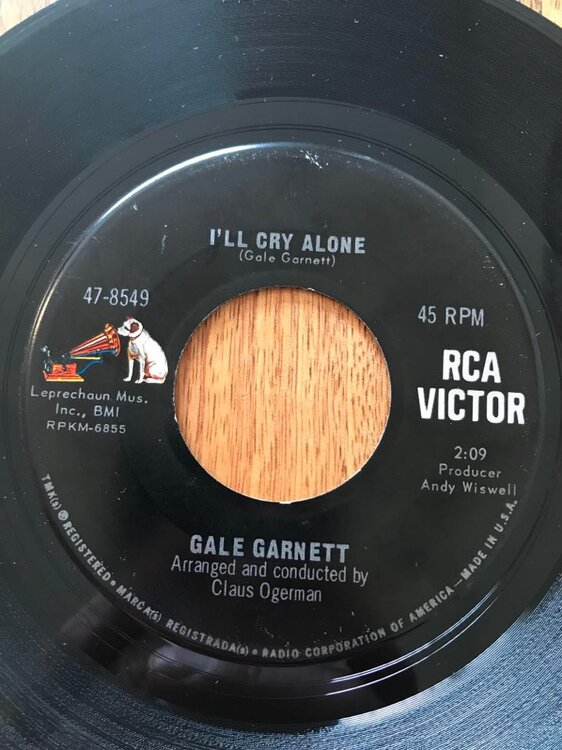 I'LL CRY ALONE
(Gale Garnett)
47-8549
45 RPM
Leprechaun Mus.
Inc., BMI
RPKM-6855
RCA
VICTOR
2:09
Producer
Andy Wiswell
GALE GARNETT
Arranged and conducted by
Claus Ogerman
TMK(s) ® REGISTERED • MARCA(s) REGISTRADA(s) • RADIO CORPORATION OF AMERICA—MADE IN U.S.A.